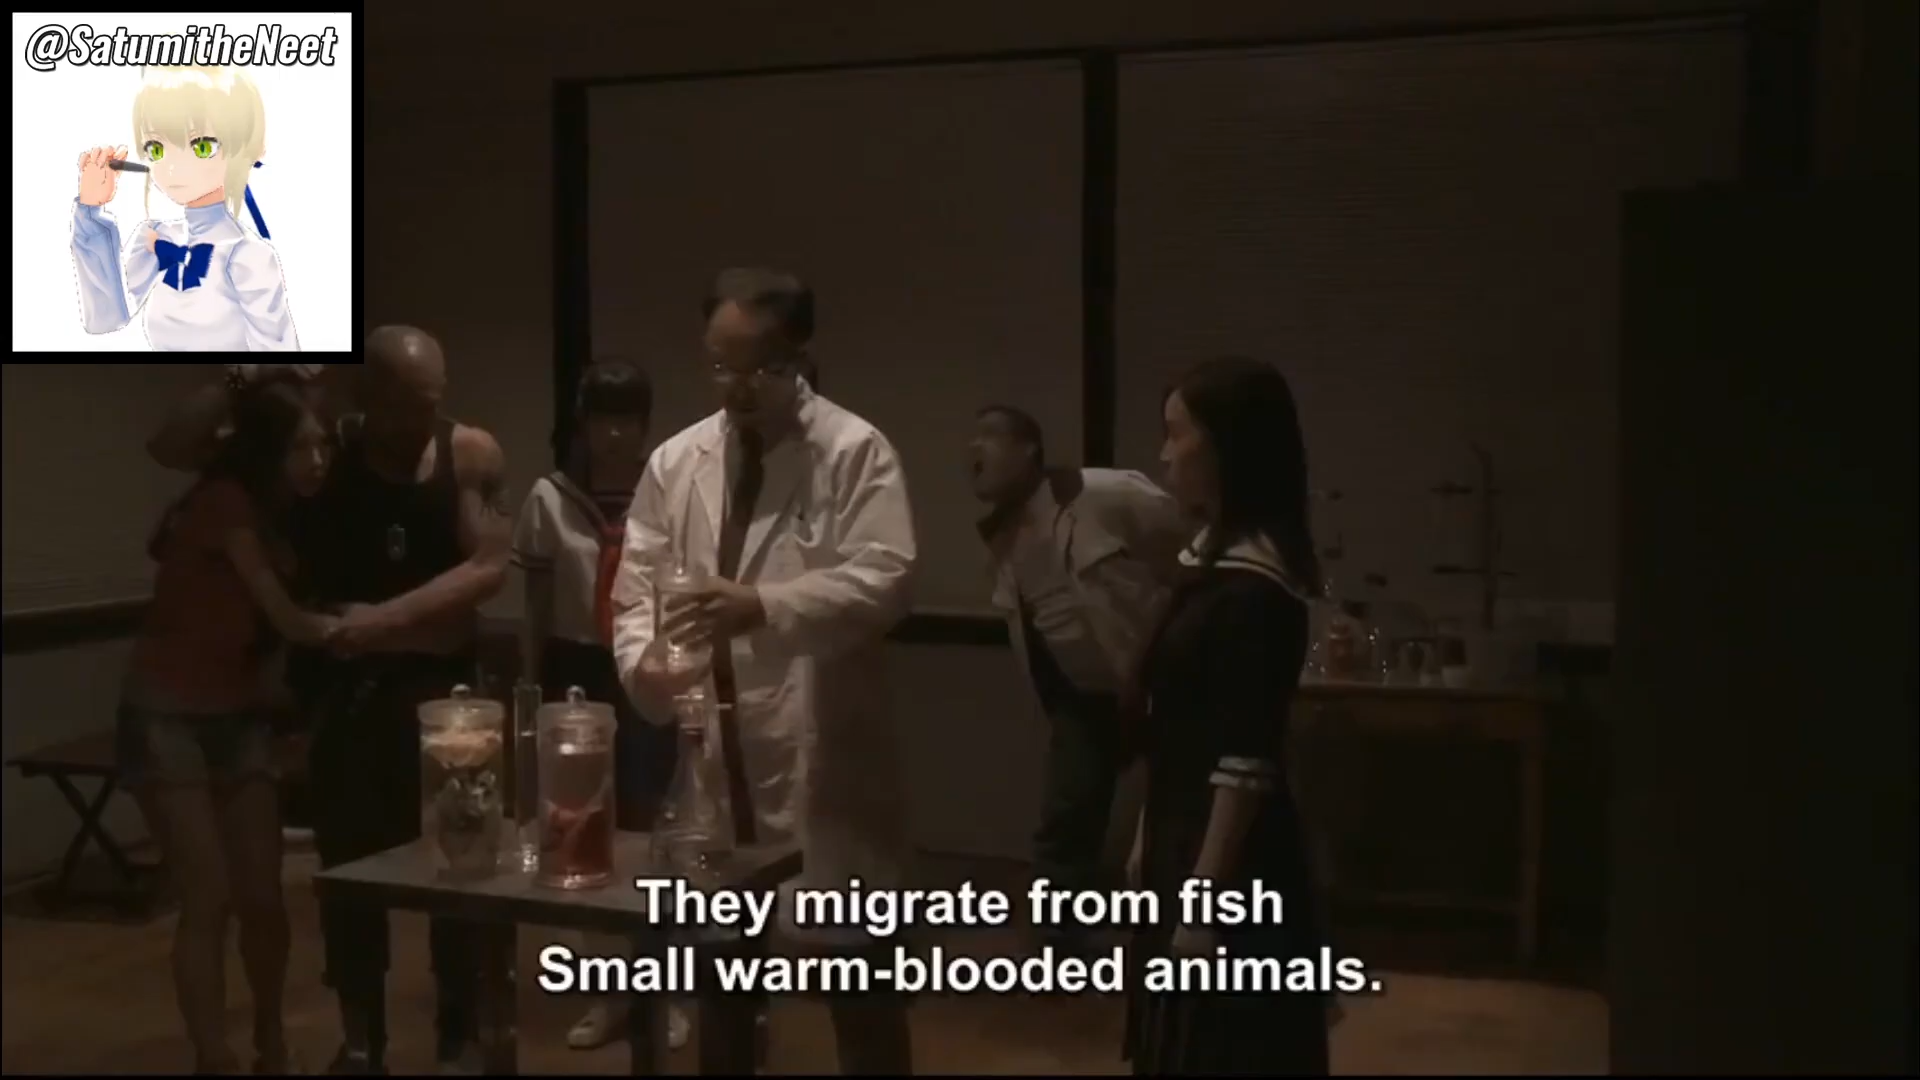 @SatumitheNeet
They migrate from fish
Small warm-blooded animals.